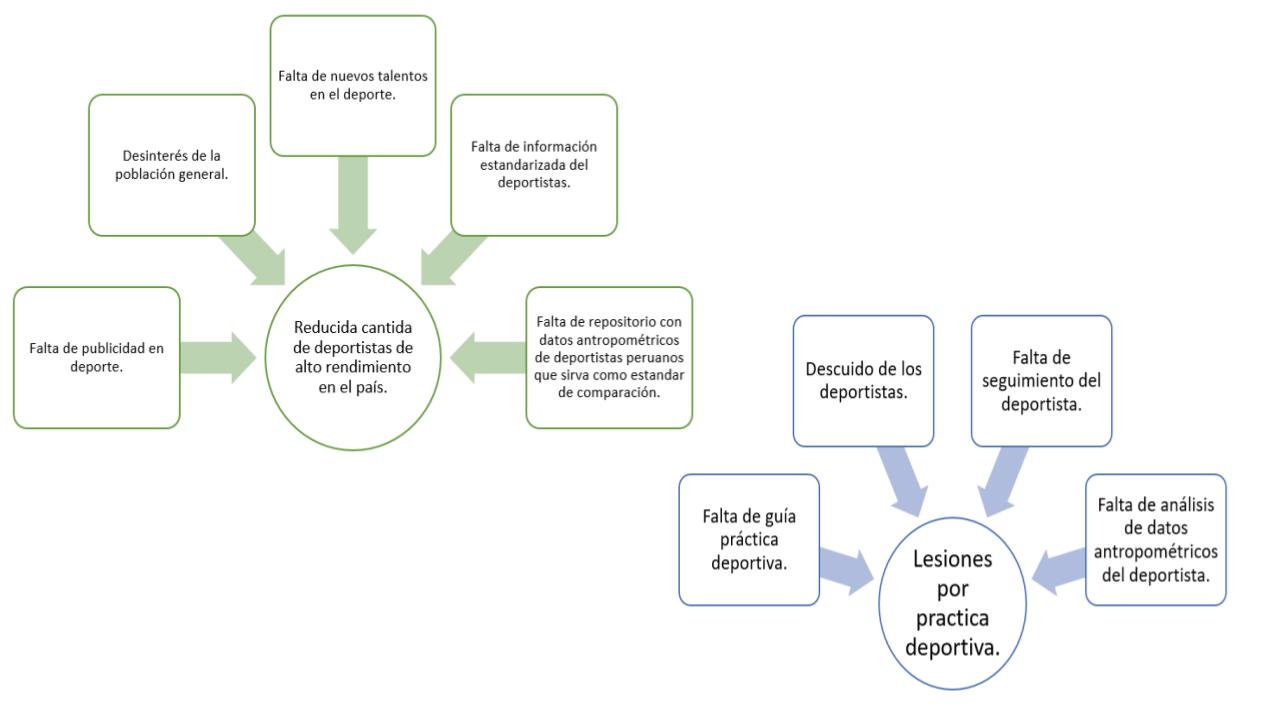 Falta de nuevos talentos
en el deporte.
Desinterés de la
población general.
Falta de información
estandarizada del
deportistas.
Falta de publicidad en
deporte.
Reducida cantida
de deportistas de
alto rendimiento
en el país.
Falta de repositorio con
datos antropométricos
de deportistas peruanos
que sirva como estandar
de comparación.
Descuido de los
deportistas.
Falta de
seguimiento del
deportista.
Falta de guía
práctica
deportiva.
Lesiones
por
practica
deportiva.
Falta de análisis
de datos
antropométricos
del deportista.